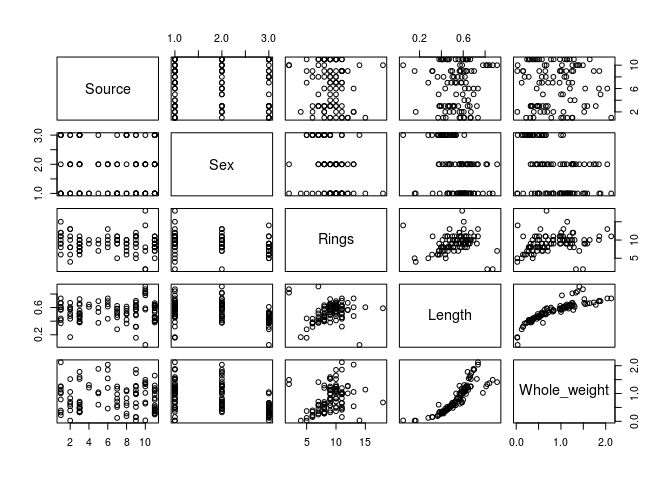 1.0 2.0 3.0
0.2 0.6
Source
2 6 10
1.0 2.0 3.0
Sex
Rings
5 10
0.2 0.6
Length
Whole_weight
0.0 1.0 2.0
2 4 6 8 10
5 10 15
0.0 1.0 2.0